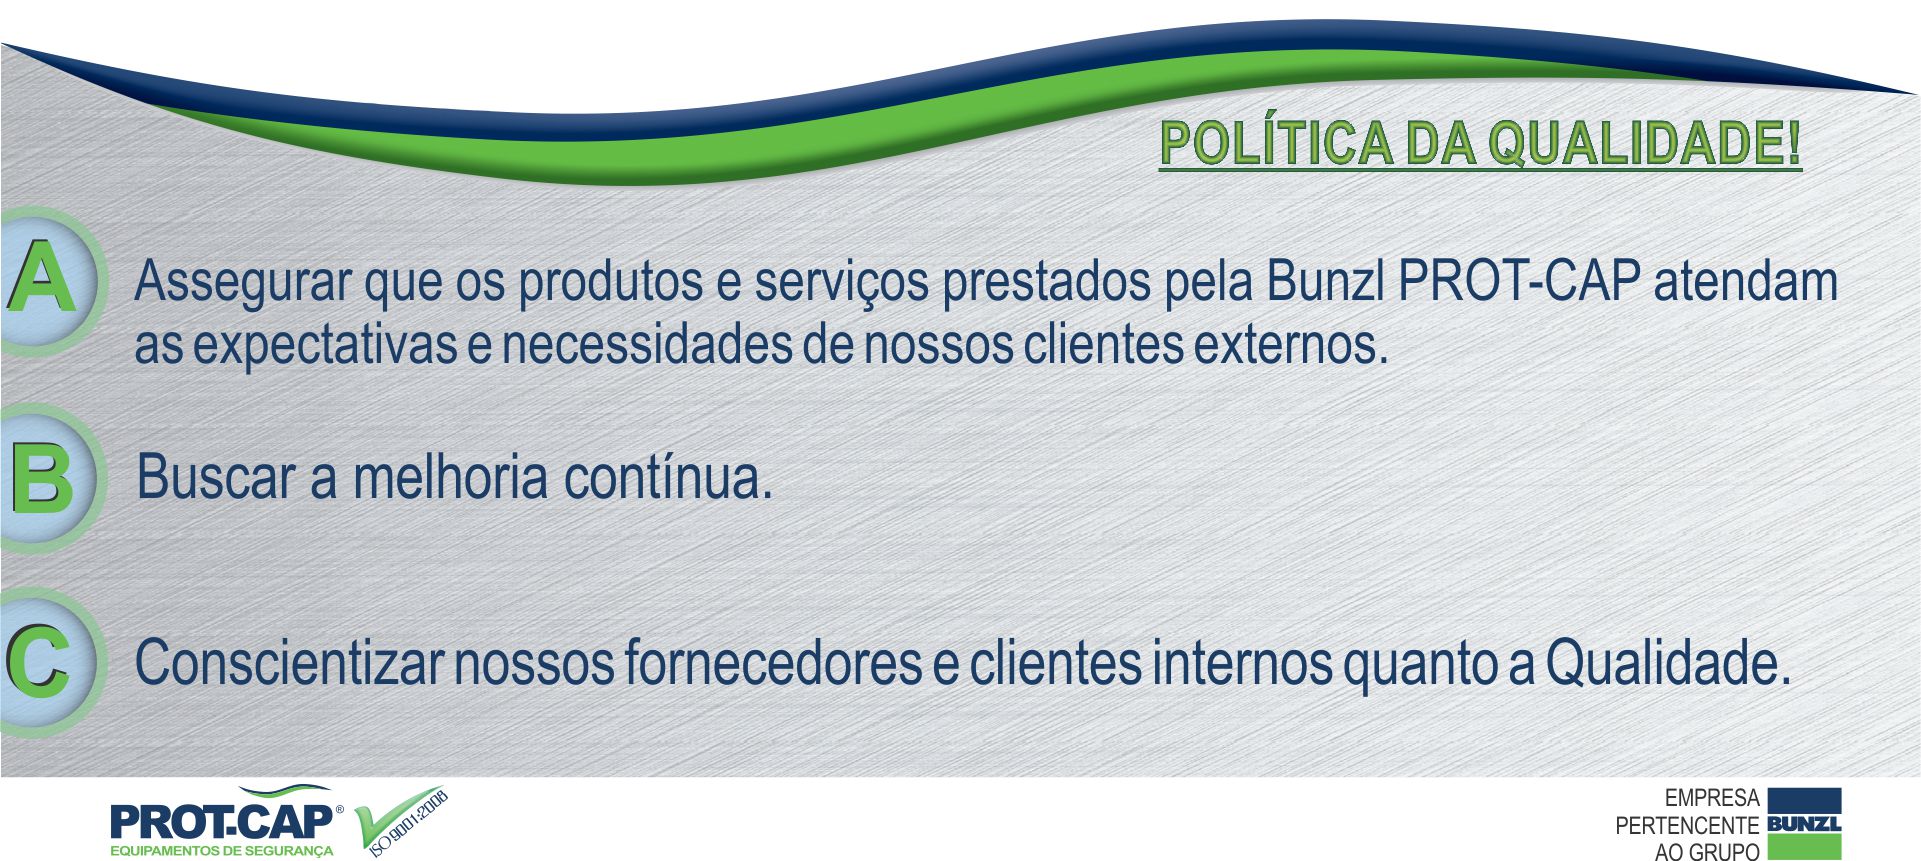 POLÍTICA DA QUALIDADE!
A
Assegurar que os produtos e serviços prestados pela Bunzl PROT-CAP atendam
as expectativas e necessidades de nossos clientes externos.
B
Buscar a melhoria contínua.
C
Conscientizar nossos fornecedores e clientes internos quanto a Qualidade.
PROT-CAP®
EQUIPAMENTOS DE SEGURANÇA
ISO 9001:2008
EMPRESA
PERTENCENTE
AO GRUPO
BUNZL